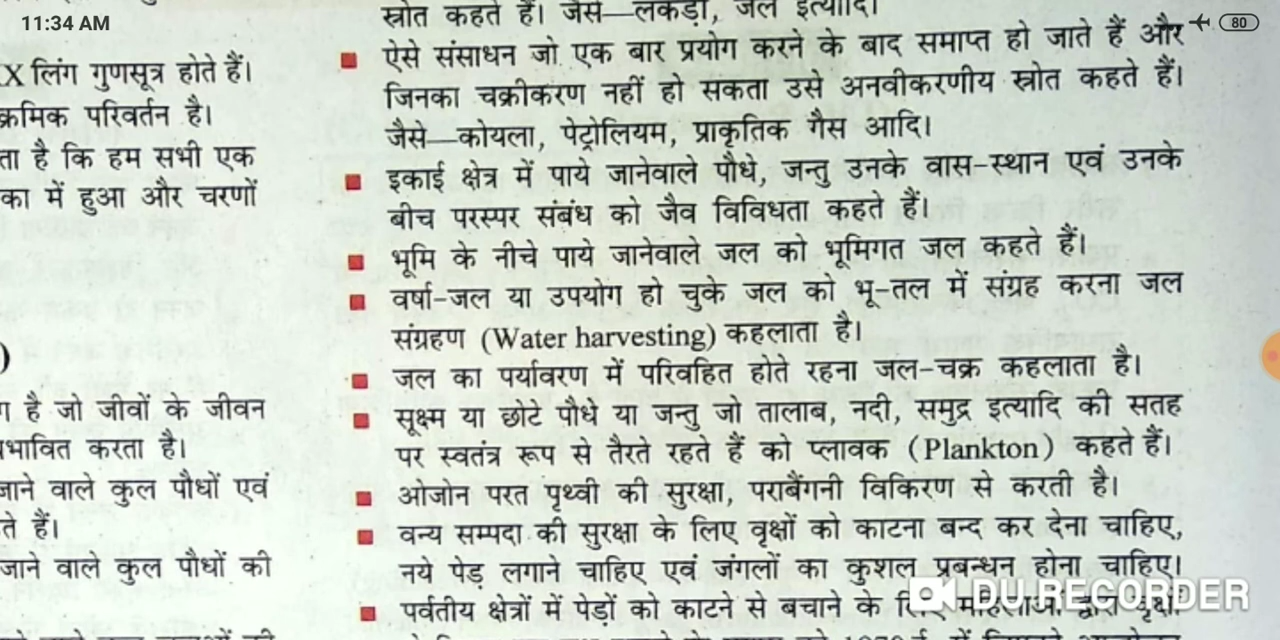 11:34 AM
80
X लिंग गुणसूत्र होते हैं।
क्रमिक परिवर्तन है।
ता है कि हम सभी एक
का में हुआ और चरणों
)
ग है जो जीवों के जीवन
भावित करता है।
जाने वाले कुल पौधों एवं
ते हैं।
जाने वाले कुल पौधों की
स्रोत कहते हैं। जैसे—लकड़ी, जल इत्यादि।
■ ऐसे संसाधन जो एक बार प्रयोग करने के बाद समाप्त हो जाते हैं और
जिनका चक्रीकरण नहीं हो सकता उसे अनवीकरणीय स्रोत कहते हैं।
जैसे—कोयला, पेट्रोलियम, प्राकृतिक गैस आदि।
■ इकाई क्षेत्र में पाये जानेवाले पौधे, जन्तु उनके वास-स्थान एवं उनके
बीच परस्पर संबंध को जैव विविधता कहते हैं।
■ भूमि के नीचे पाये जानेवाले जल को भूमिगत जल कहते हैं।
■ वर्षा-जल या उपयोग हो चुके जल को भू-तल में संग्रह करना जल
संग्रहण (Water harvesting) कहलाता है।
■ जल का पर्यावरण में परिवहित होते रहना जल-चक्र कहलाता है।
■ सूक्ष्म या छोटे पौधे या जन्तु जो तालाब, नदी, समुद्र इत्यादि की सतह
पर स्वतंत्र रूप से तैरते रहते हैं को प्लावक (Plankton) कहते हैं।
■ ओजोन परत पृथ्वी की सुरक्षा, पराबैंगनी विकिरण से करती है।
■ वन्य सम्पदा की सुरक्षा के लिए वृक्षों को काटना बन्द कर देना चाहिए,
नये पेड़ लगाने चाहिए एवं जंगलों का कुशल प्रबन्धन होना चाहिए।
■ पर्वतीय क्षेत्रों में पेड़ों को काटने से बचाने के लिए महिलाओं द्वारा
DU RECORDER